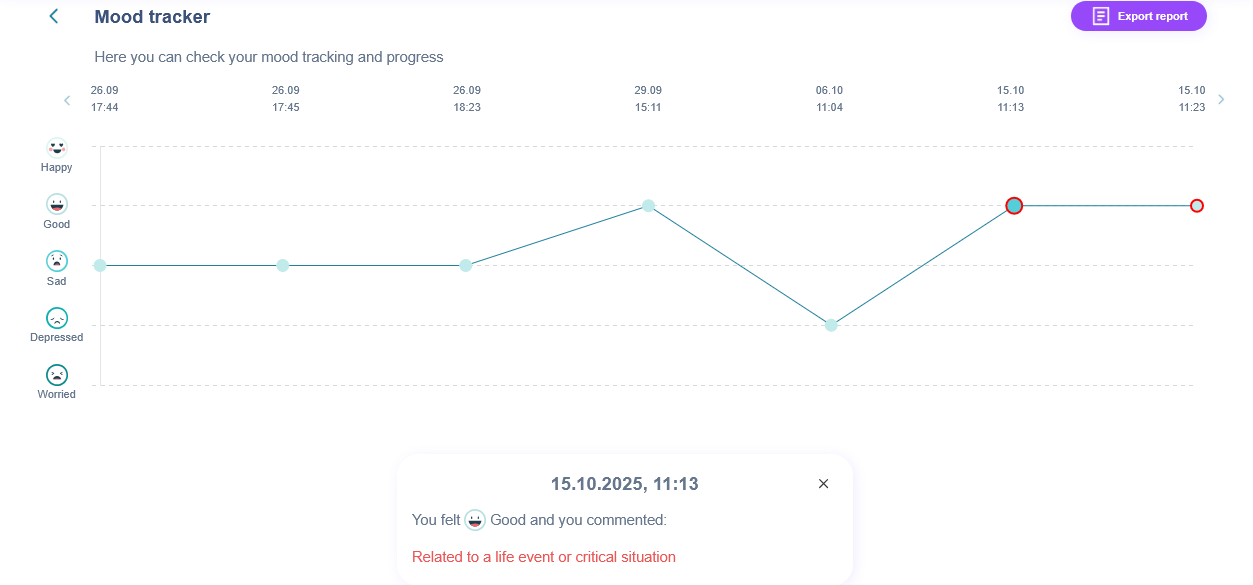 Mood tracker
Export report
Here you can check your mood tracking and progress
26.09 26.09 26.09 29.09 06.10 15.10 15.10
17:44 17:45 18:23 15:11 11:04 11:13 11:23
Happy
Good
Sad
Depressed
Worried
15.10.2025, 11:13
You felt Good and you commented:
Related to a life event or critical situation